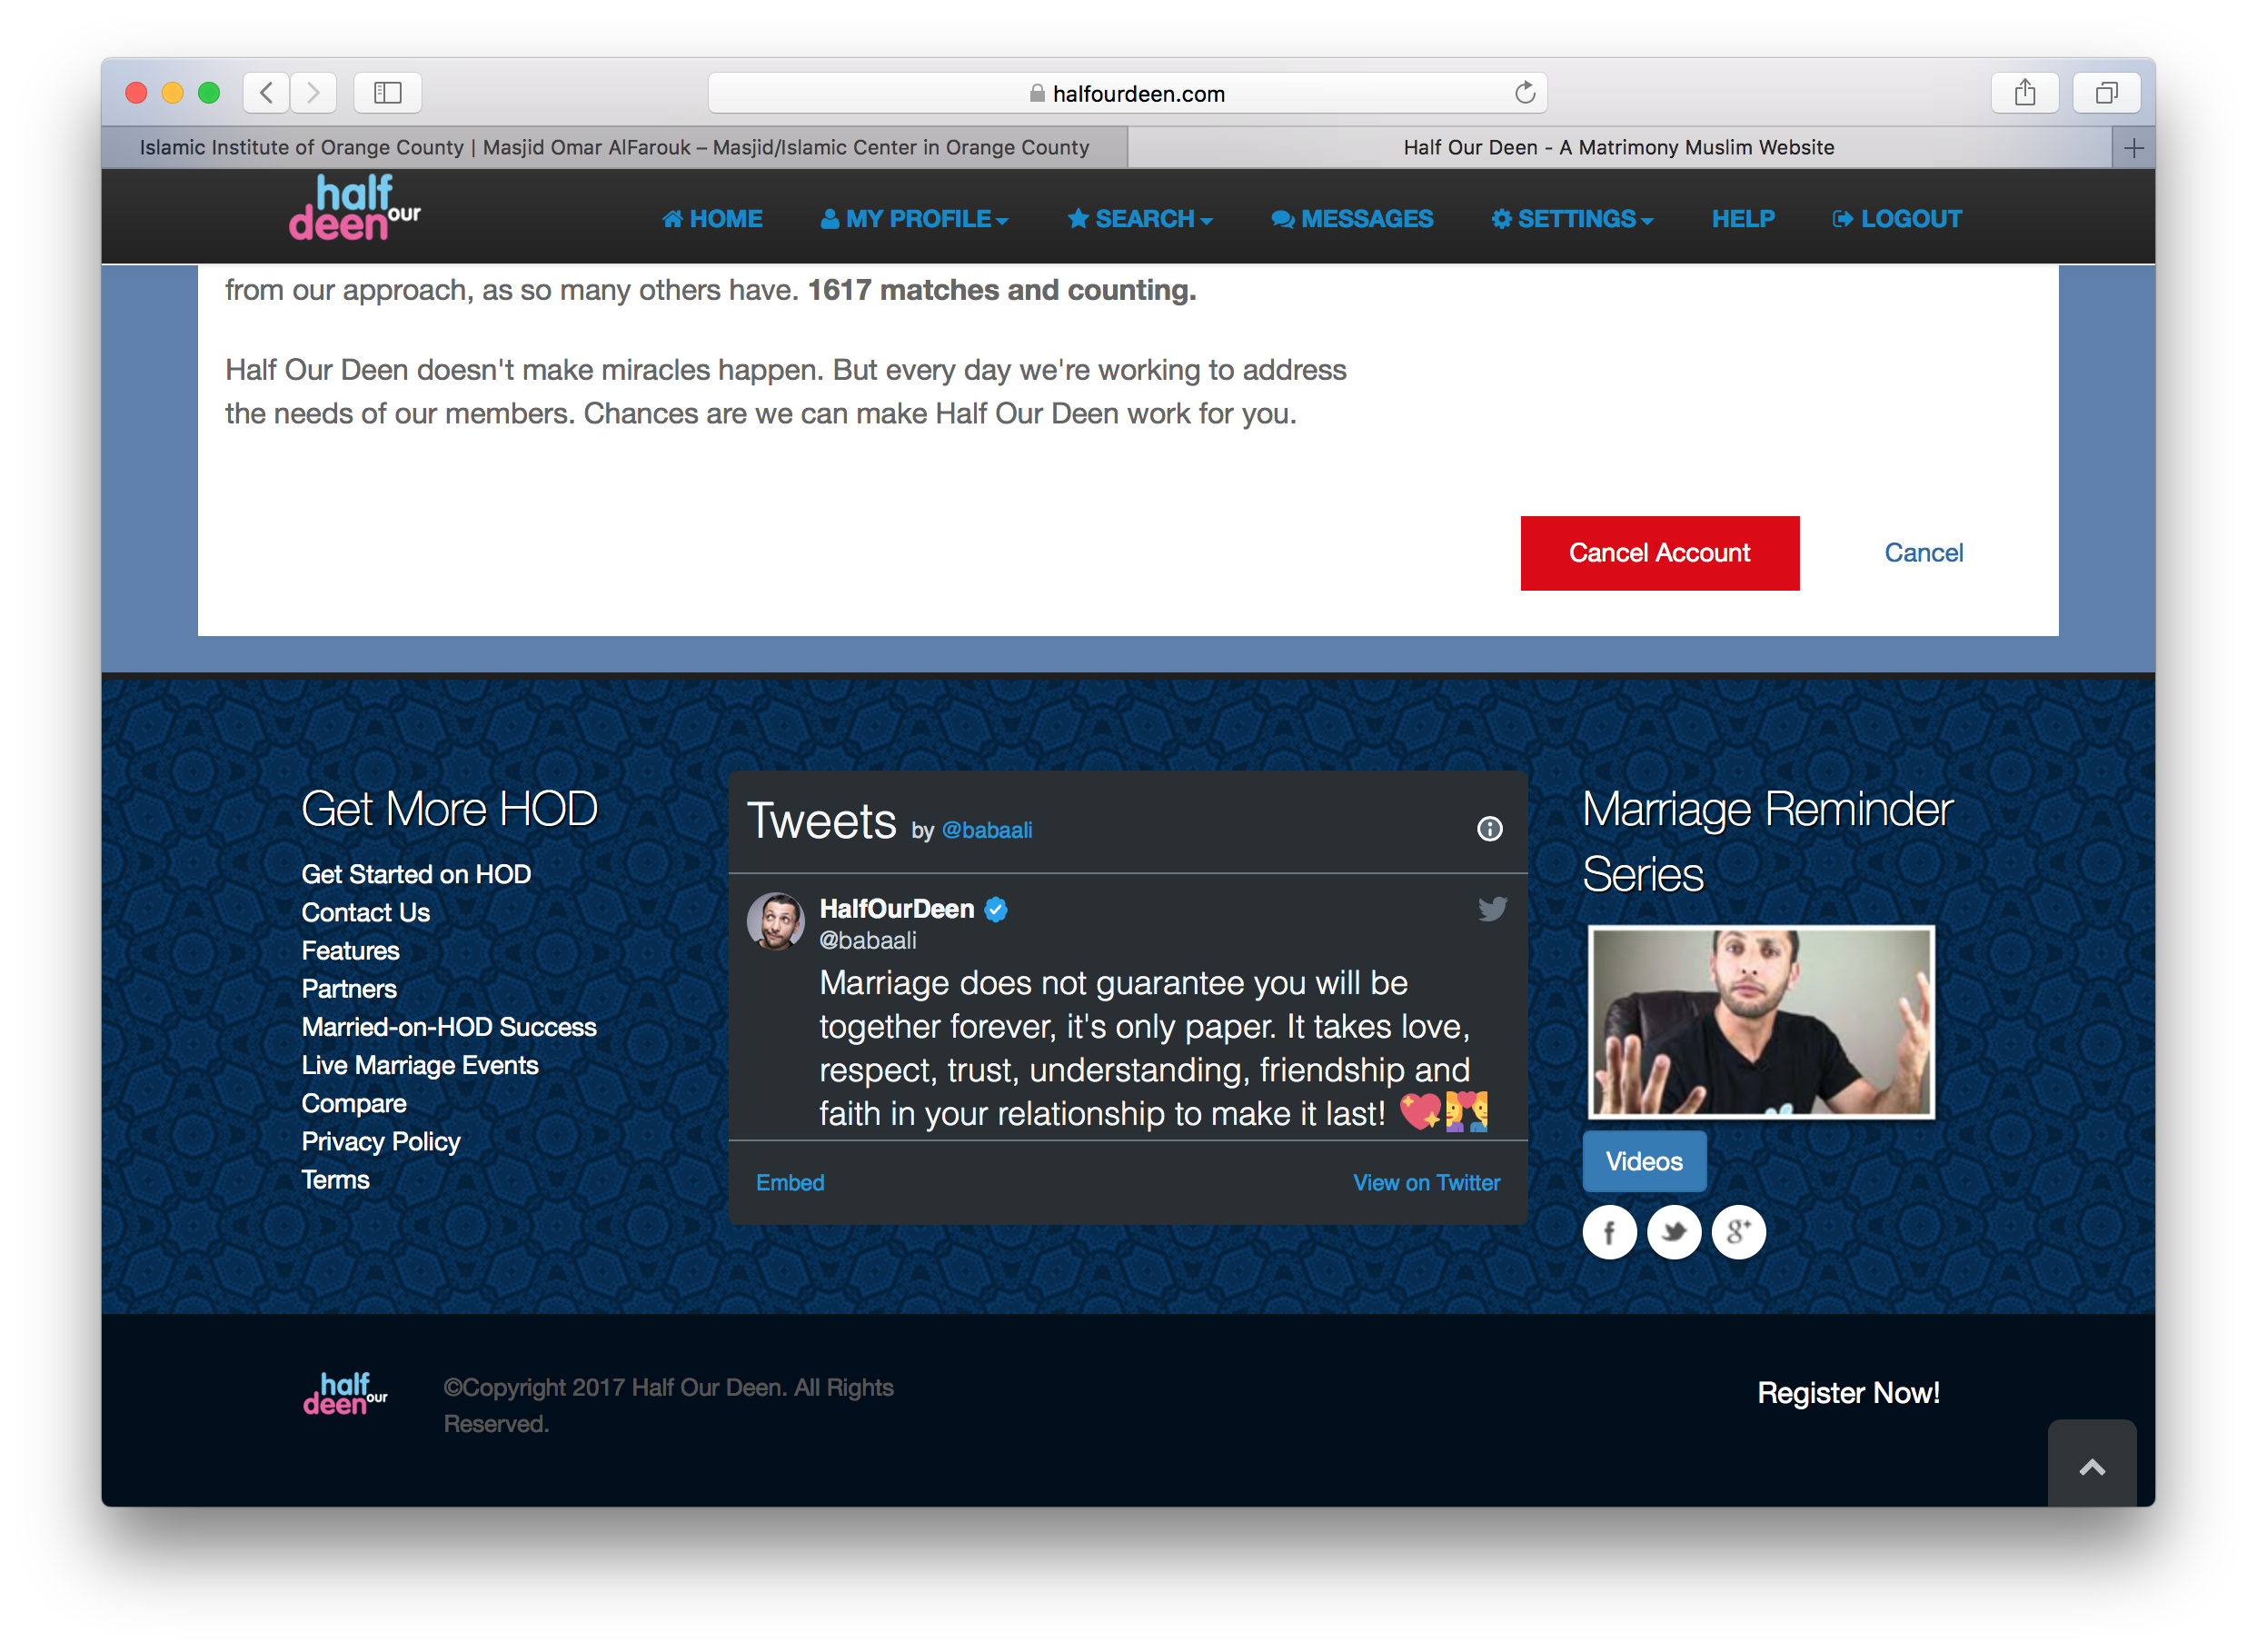 halfourdeen.com
Islamic Institute of Orange County | Masjid Omar AlFarouk – Masjid/Islamic Center in Orange County
Half Our Deen - A Matrimony Muslim Website
half
deen our
HOME
MY PROFILE
SEARCH
MESSAGES
SETTINGS
HELP
LOGOUT
from our approach, as so many others have. 1617 matches and counting.
Half Our Deen doesn't make miracles happen. But every day we're working to address
the needs of our members. Chances are we can make Half Our Deen work for you.
Cancel Account
Cancel
Get More HOD
Get Started on HOD
Contact Us
Features
Partners
Married-on-HOD Success
Live Marriage Events
Compare
Privacy Policy
Terms
Tweets by @babaali
HalfOurDeen
@babaali
Marriage does not guarantee you will be
together forever, it's only paper. It takes love,
respect, trust, understanding, friendship and
faith in your relationship to make it last! 💖💑
Embed
View on Twitter
Marriage Reminder
Series
Videos
f
g+
half
deen our
©Copyright 2017 Half Our Deen. All Rights
Reserved.
Register Now!